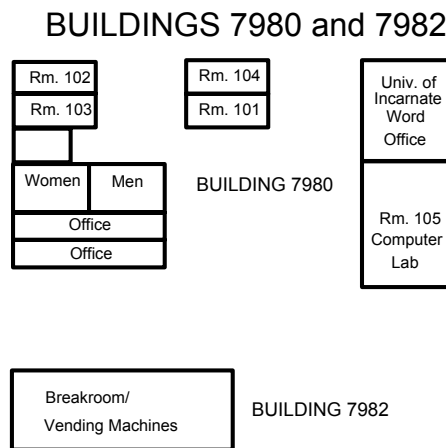 BUILDINGS 7980 and 7982
Rm. 102
Rm. 103
Rm. 104
Rm. 101
Univ. of
Incarnate
Word
Office
Women
Men
BUILDING 7980
Office
Office
Rm. 105
Computer
Lab
Breakroom/
Vending Machines
BUILDING 7982